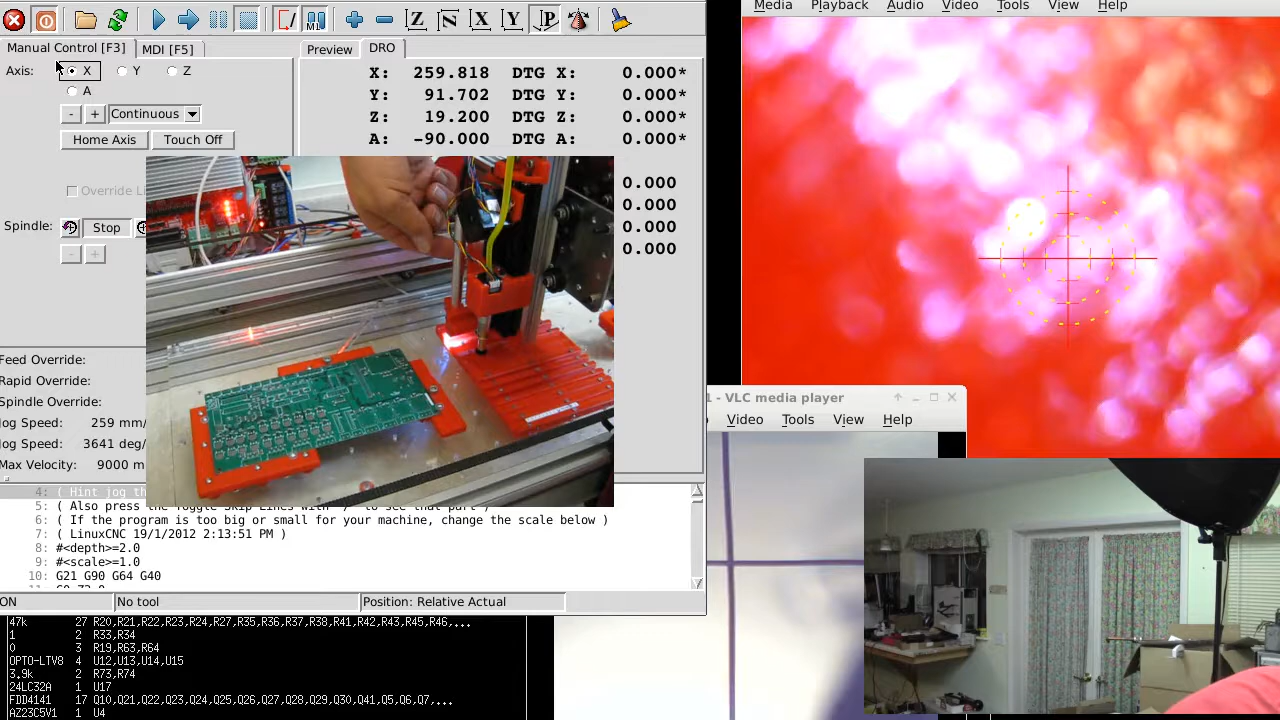 Media Playback Audio Video Tools View Help
Manual Control [F3] MDI [F5] Preview DRO
Axis: X Y Z
A
- + Continuous
Home Axis Touch Off
Override Li
Spindle: Stop
- +
X: 259.818 DTG X: 0.000*
Y: 91.702 DTG Y: 0.000*
Z: 19.200 DTG Z: 0.000*
A: -90.000 DTG A: 0.000*
0.000
0.000
0.000
0.000
Feed Override:
Rapid Override:
Spindle Override:
Jog Speed: 259 mm/
Jog Speed: 3641 deg/
Max Velocity: 9000 m
1 - VLC media player
Video Tools View Help
4: ( Hint jog th
5: ( Also press the Toggle Skip Lines with "/" to see that part )
6: ( If the program is too big or small for your machine, change the scale below )
7: ( LinuxCNC 19/1/2012 2:13:51 PM )
8: #<depth>=2.0
9: #<scale>=1.0
10: G21 G90 G64 G40
ON No tool Position: Relative Actual
47k 27 R20,R21,R22,R23,R24,R27,R35,R36,R37,R38,R41,R42,R43,R45,R46,...
1 2 R33,R34
0 3 R19,R63,R64
OPTO-LTV8 4 U12,U13,U14,U15
3.9k 2 R73,R74
24LC32A 1 U17
FDD4141 17 Q10,Q21,Q22,Q23,Q24,Q25,Q26,Q27,Q28,Q29,Q30,Q41,Q5,Q6,Q7,...
AZ23C5V1 1 U4